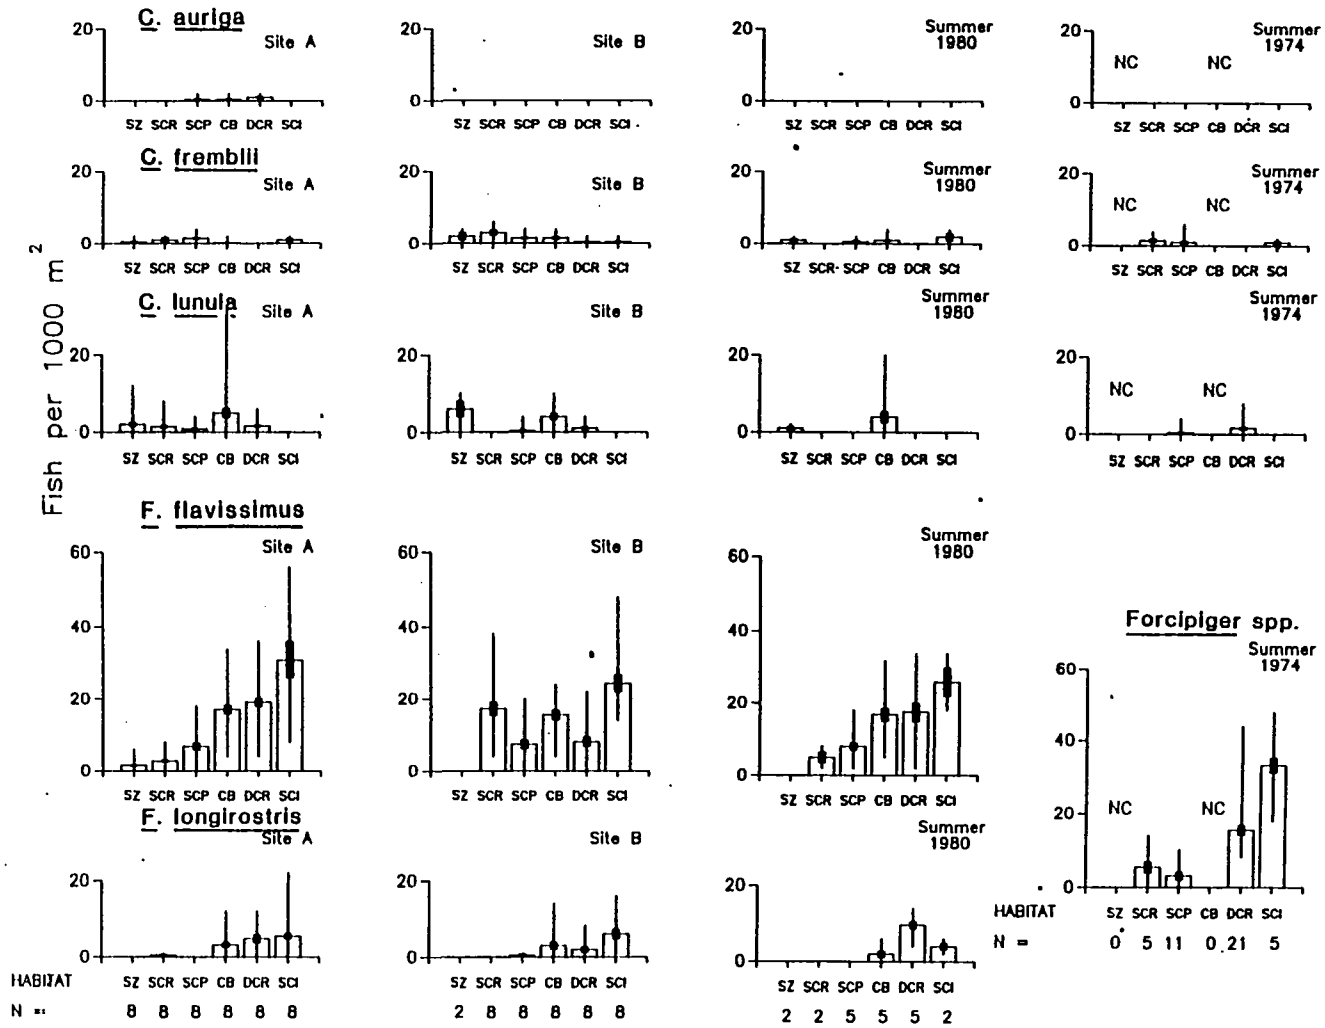 C. auriga
Site A
Site B
Summer 1980
Summer 1974
20
0
20
0
20
0
20
0
NC NC
SZ SCR SCP CB DCR SCI
SZ SCR SCP CB DCR SCI
SZ SCR SCP CB DCR SCI
SZ SCR SCP CB DCR SCI
C. fremblii
Site A
Site B
Summer 1980
Summer 1974
20
0
20
0
20
0
20
0
NC NC
SZ SCR SCP CB DCR SCI
SZ SCR SCP CB DCR SCI
SZ SCR SCP CB DCR SCI
SZ SCR SCP CB DCR SCI
Fish per 1000 m²
C. lunula
Site A
Site B
Summer 1980
Summer 1974
20
0
20
0
20
0
20
0
NC NC
SZ SCR SCP CB DCR SCI
SZ SCR SCP CB DCR SCI
SZ SCR SCP CB DCR SCI
SZ SCR SCP CB DCR SCI
F. flavissimus
Site A
Site B
Summer 1980
60
40
20
0
60
40
20
0
60
40
20
0
SZ SCR SCP CB DCR SCI
SZ SCR SCP CB DCR SCI
SZ SCR SCP CB DCR SCI
Forcipiger spp.
Summer 1974
60
40
20
0
NC NC
HABITAT SZ SCR SCP CB DCR SCI
N = 0 5 11 0 21 5
F. longirostris
Site A
Site B
Summer 1980
20
0
20
0
20
0
HABITAT SZ SCR SCP CB DCR SCI
SZ SCR SCP CB DCR SCI
SZ SCR SCP CB DCR SCI
N = 8 8 8 8 8 8
2 8 8 8 8 8
2 2 5 5 5 2